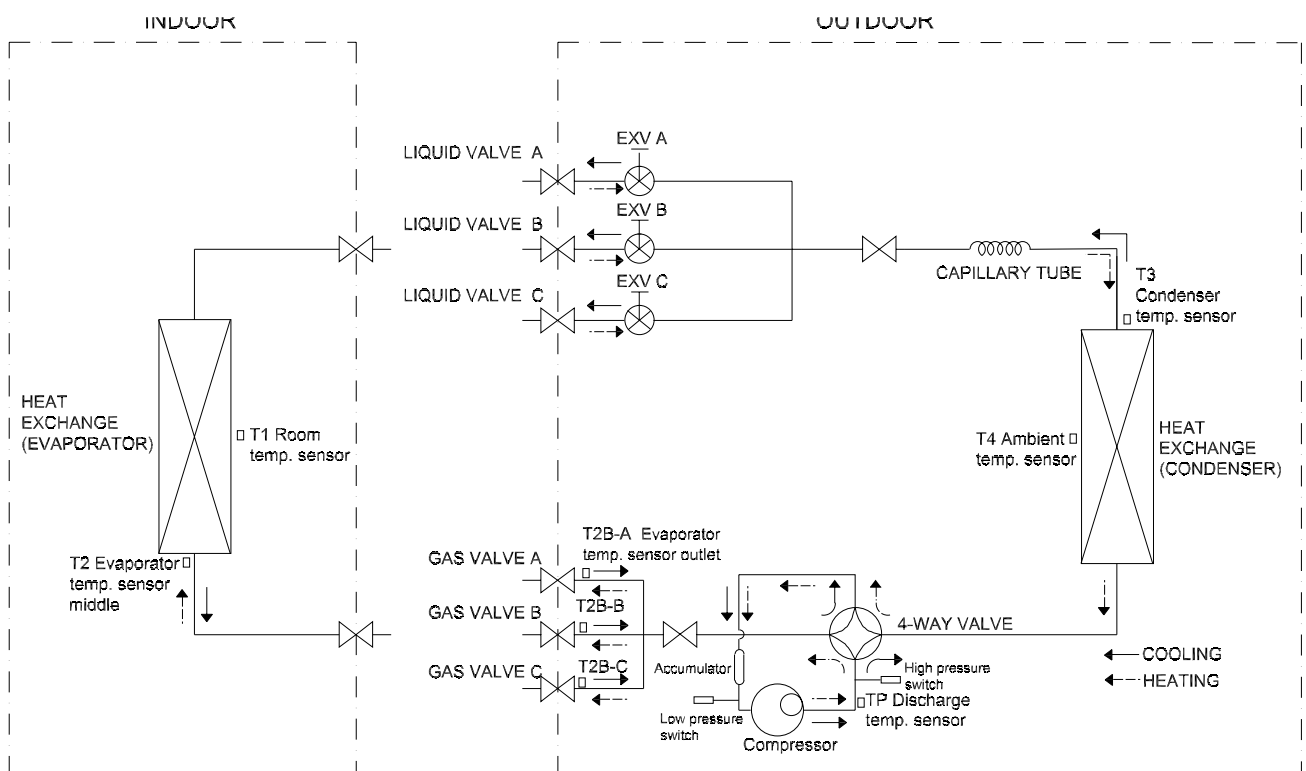 INDOOR
OUTDOOR
EXV A
LIQUID VALVE A
EXV B
LIQUID VALVE B
EXV C
LIQUID VALVE C
CAPILLARY TUBE
T3
Condenser
temp. sensor
HEAT
EXCHANGE
(EVAPORATOR)
T1 Room
temp. sensor
T4 Ambient
temp. sensor
HEAT
EXCHANGE
(CONDENSER)
T2 Evaporator
temp. sensor
middle
T2B-A Evaporator
temp. sensor outlet
GAS VALVE A
T2B-B
GAS VALVE B
T2B-C
GAS VALVE C
4-WAY VALVE
Accumulator
High pressure
switch
Low pressure
switch
TP Discharge
temp. sensor
Compressor
COOLING
HEATING